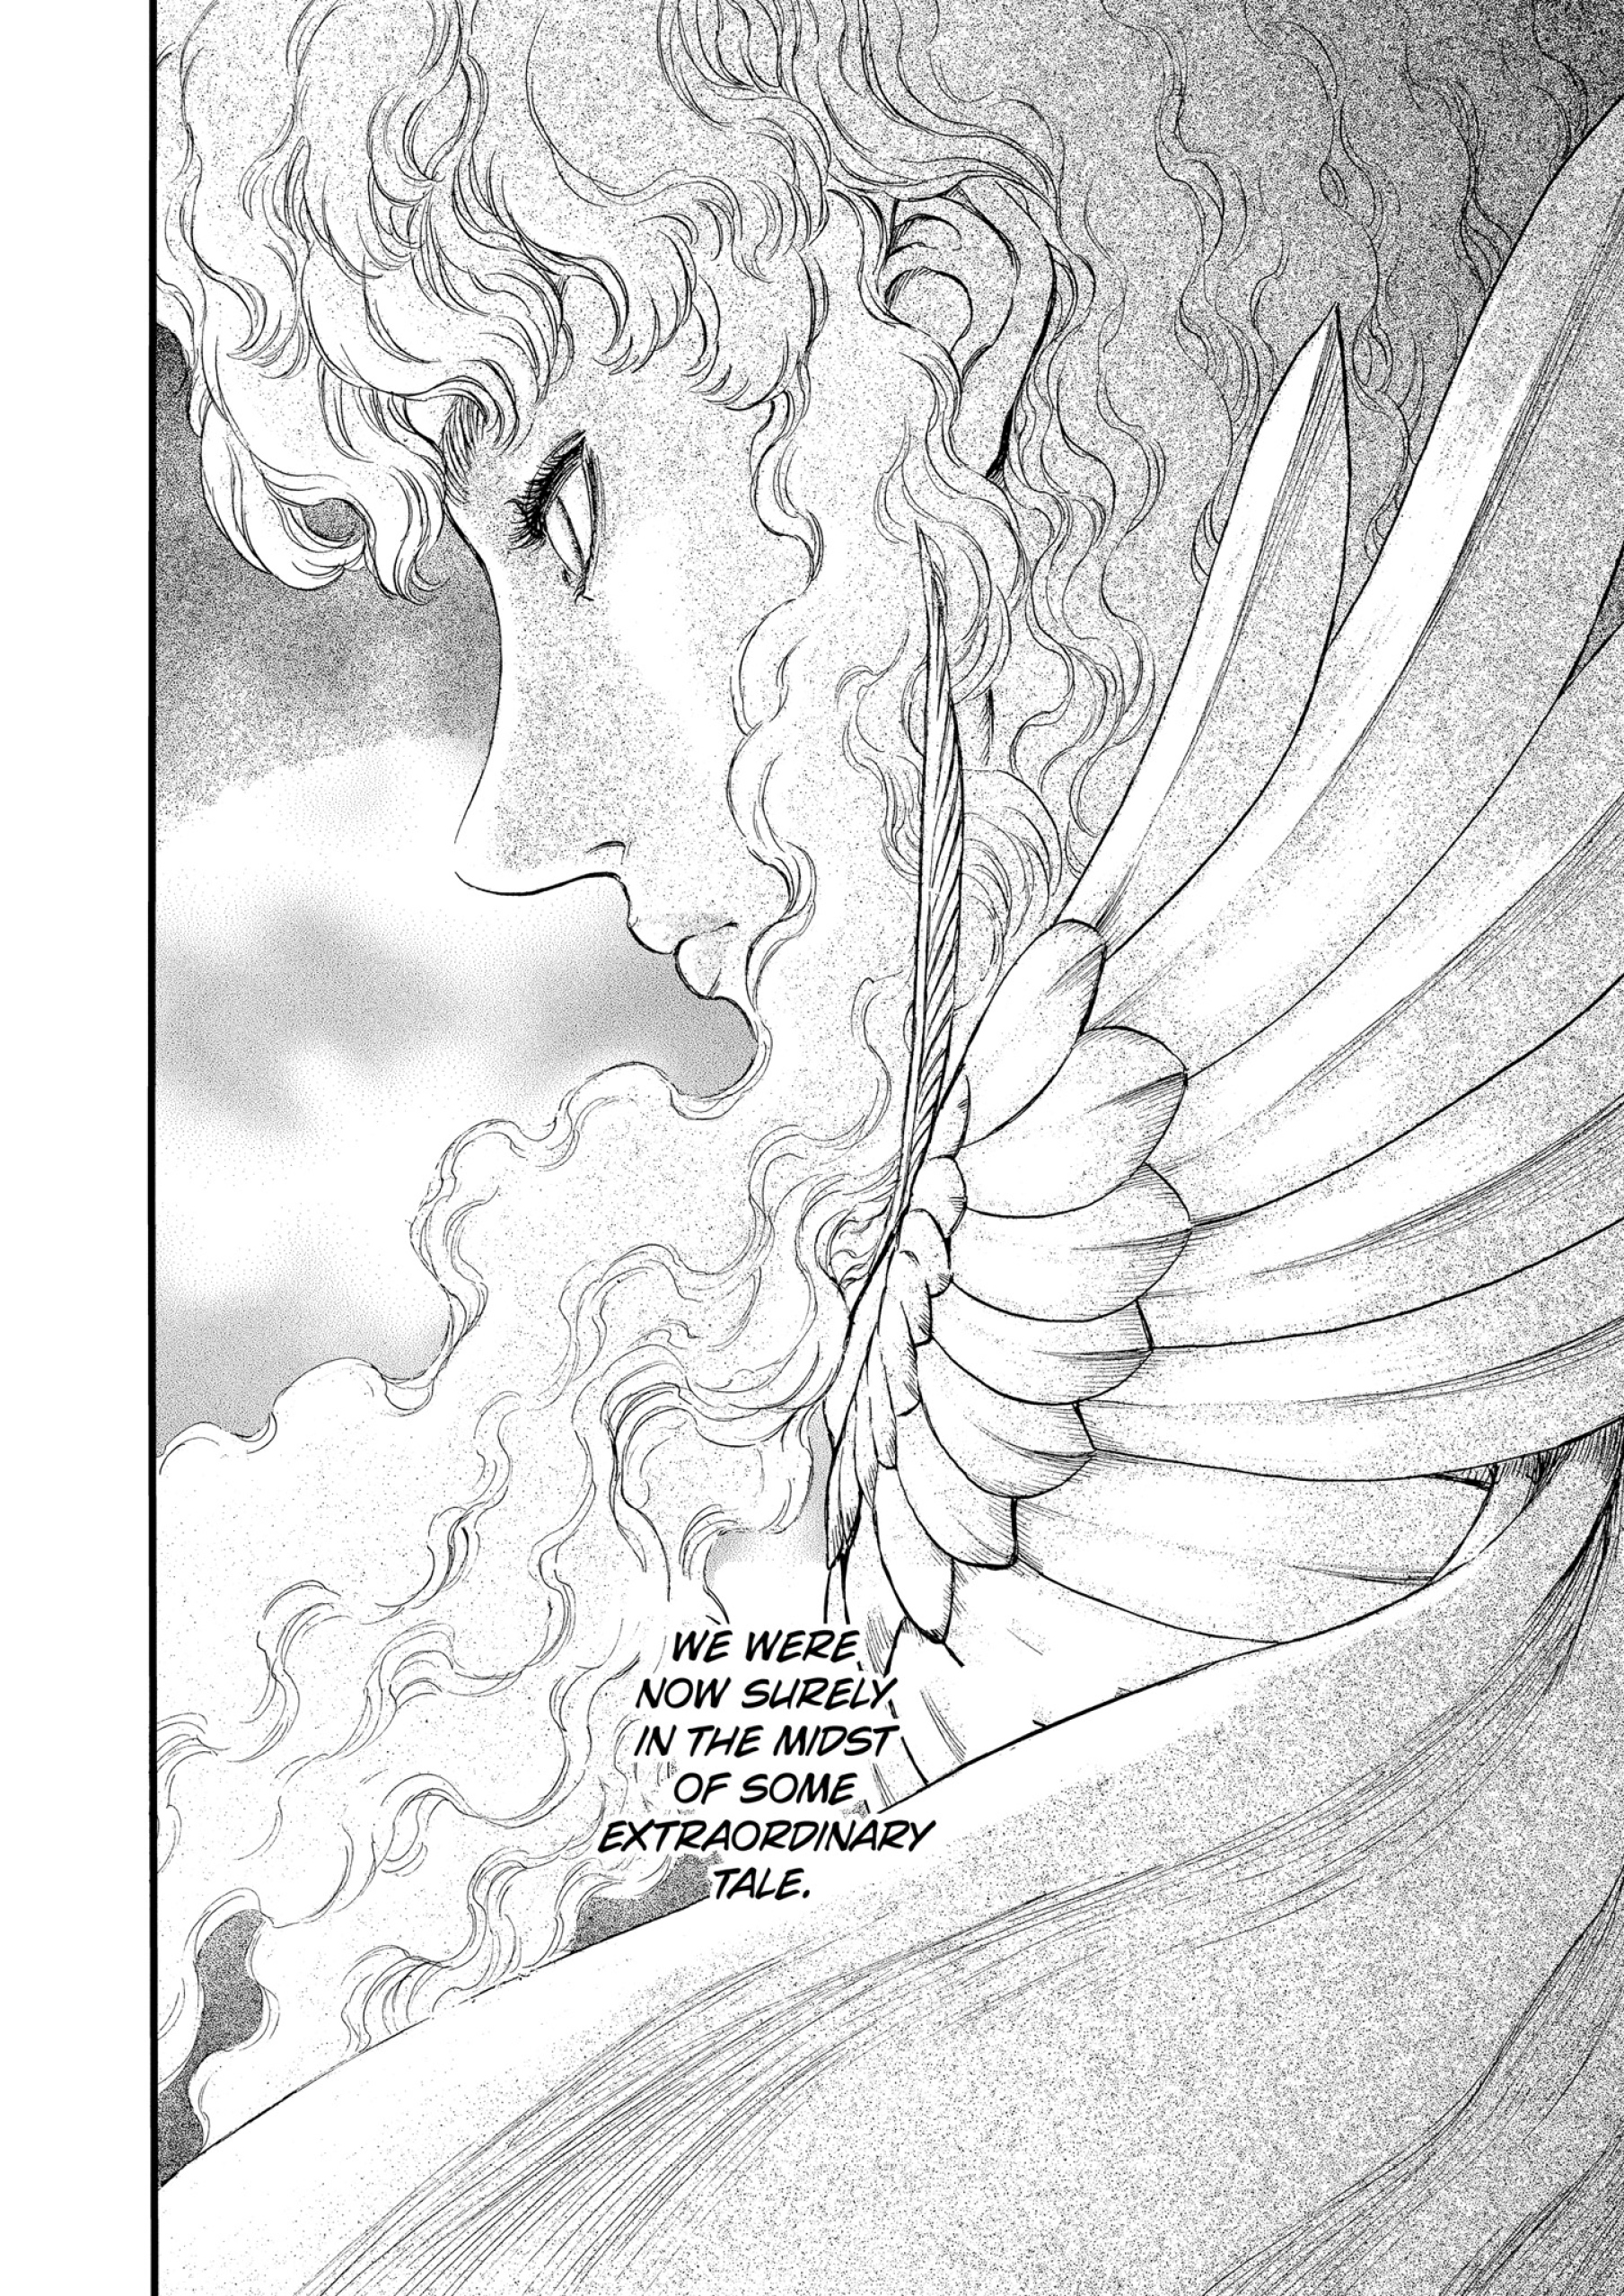 WE WERE
NOW SURELY
IN THE MIDST
OF SOME
EXTRAORDINARY
TALE.